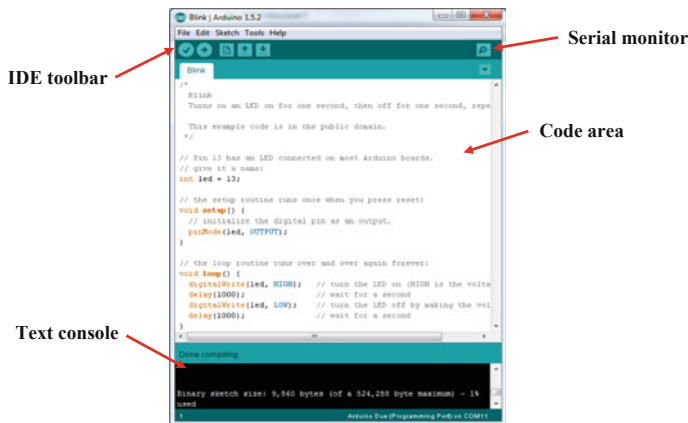 Blink | Arduino 1.5.2
File Edit Sketch Tools Help
Serial monitor
IDE toolbar
Blink
/*
Blink
Turns on an LED on for one second, then off for one second, repe
This example code is in the public domain.
*/
Code area
// Pin 13 has an LED connected on most Arduino boards.
// give it a name:
int led = 13;
// the setup routine runs once when you press reset:
void setup() {
// initialize the digital pin as an output.
pinMode(led, OUTPUT);
}
// the loop routine runs over and over again forever:
void loop() {
digitalWrite(led, HIGH); // turn the LED on (HIGH is the volta
delay(1000); // wait for a second
digitalWrite(led, LOW); // turn the LED off by making the vol
delay(1000); // wait for a second
}
Text console
Done compiling.
Binary sketch size: 9,860 bytes (of a 524,288 byte maximum) - 1%
used
1 Arduino Due (Programming Port) on COM11